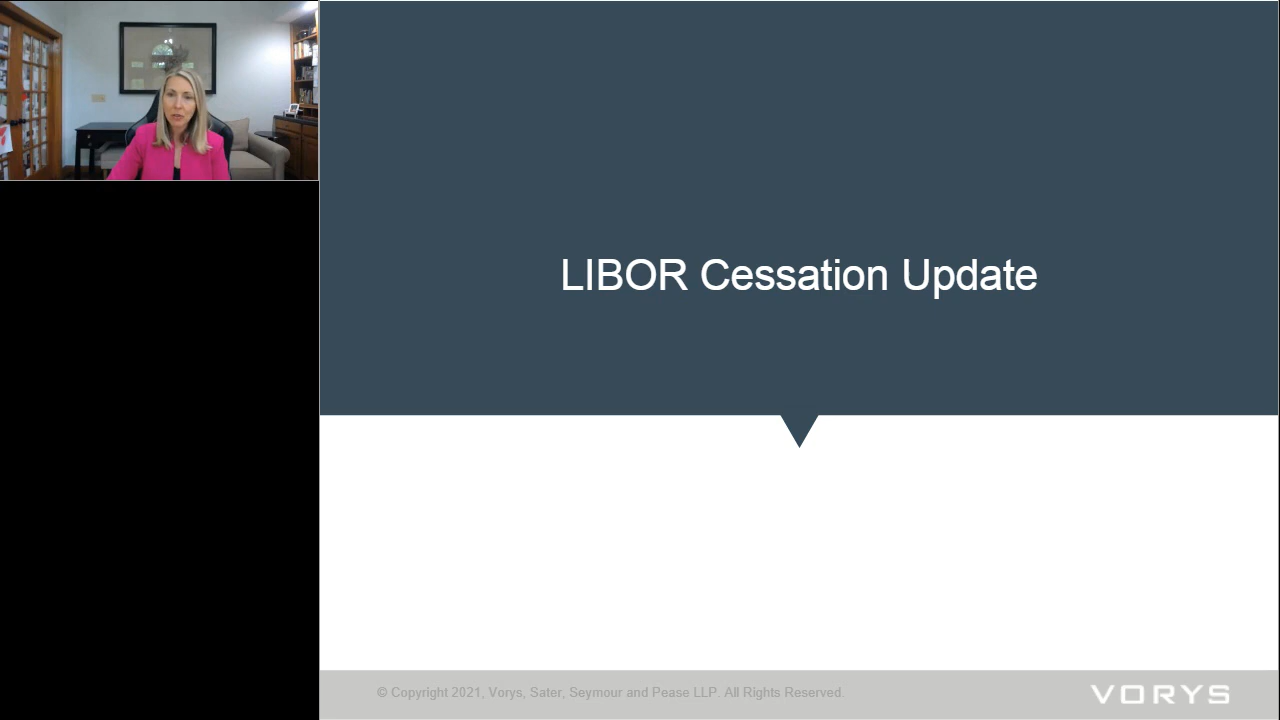 LIBOR Cessation Update
© Copyright 2021, Vorys, Sater, Seymour and Pease LLP. All Rights Reserved.
VORYS